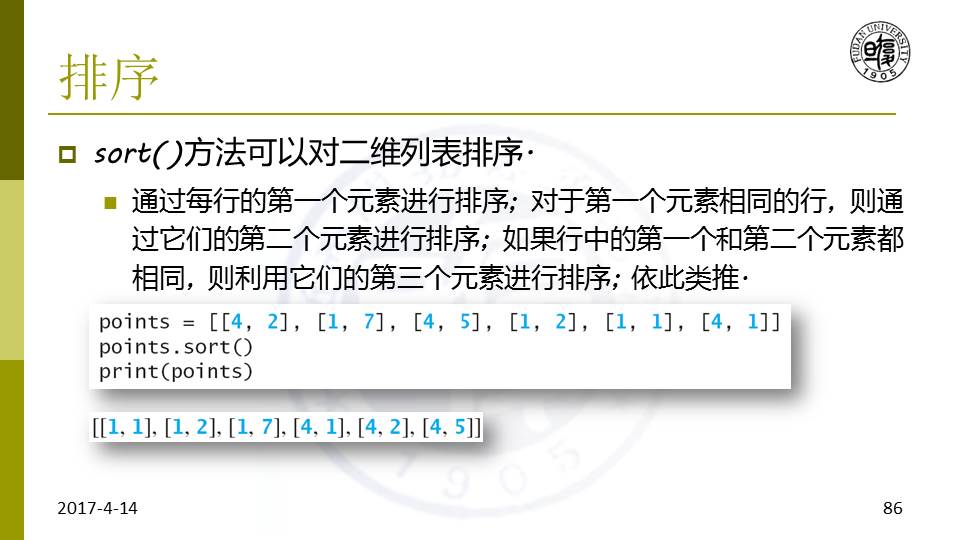 排序
FUDAN UNIVERSITY
1905
sort()方法可以对二维列表排序.
通过每行的第一个元素进行排序; 对于第一个元素相同的行, 则通
过它们的第二个元素进行排序; 如果行中的第一个和第二个元素都
相同, 则利用它们的第三个元素进行排序; 依此类推.
points = [[4, 2], [1, 7], [4, 5], [1, 2], [1, 1], [4, 1]]
points.sort()
print(points)
[[1, 1], [1, 2], [1, 7], [4, 1], [4, 2], [4, 5]]
1905
2017-4-14
86